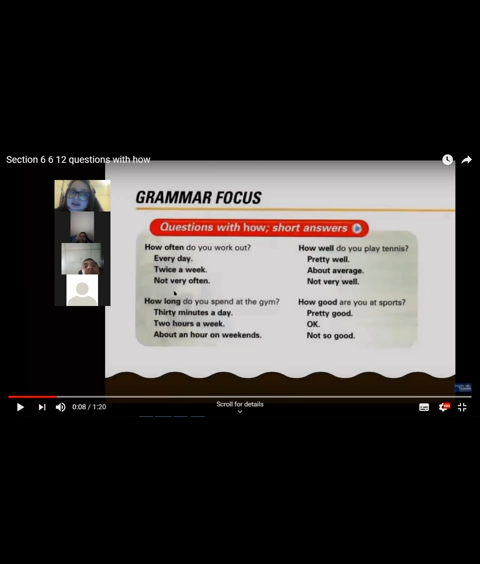 Section 6 6 12 questions with how
GRAMMAR FOCUS
Questions with how; short answers
How often do you work out?
Every day.
Twice a week.
Not very often.
How long do you spend at the gym?
Thirty minutes a day.
Two hours a week.
About an hour on weekends.
How well do you play tennis?
Pretty well.
About average.
Not very well.
How good are you at sports?
Pretty good.
OK.
Not so good.
0:08 / 1:20
Scroll for details